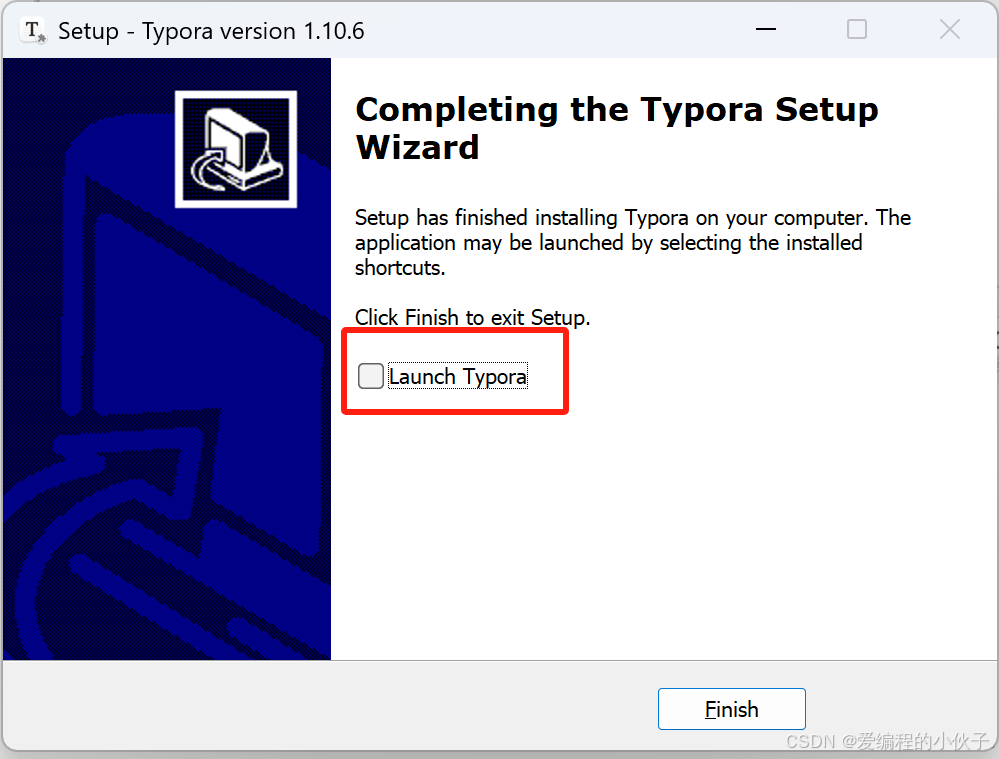 Setup - Typora version 1.10.6
Completing the Typora Setup
Wizard
Setup has finished installing Typora on your computer. The
application may be launched by selecting the installed
shortcuts.
Click Finish to exit Setup.
Launch Typora
Finish
CSDN @爱编程的小伙子.